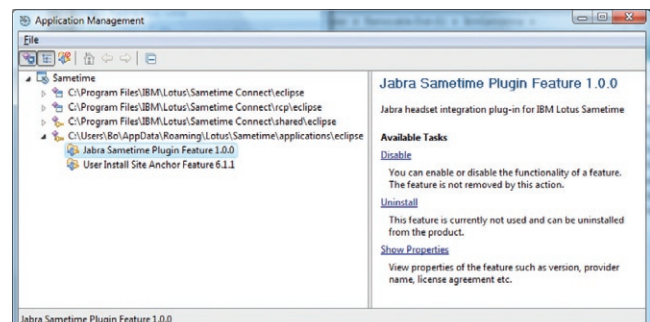 Application Management
File
Sametime
C:\Program Files\IBM\Lotus\Sametime Connect\eclipse
C:\Program Files\IBM\Lotus\Sametime Connect\rcp\eclipse
C:\Program Files\IBM\Lotus\Sametime Connect\shared\eclipse
C:\Users\Bo\AppData\Roaming\Lotus\Sametime\applications\eclipse
Jabra Sametime Plugin Feature 1.0.0
User Install Site Anchor Feature 6.1.1
Jabra Sametime Plugin Feature 1.0.0
Jabra headset integration plug-in for IBM Lotus Sametime
Available Tasks
Disable
You can enable or disable the functionality of a feature.
The feature is not removed by this action.
Uninstall
This feature is currently not used and can be uninstalled
from the product.
Show Properties
View properties of the feature such as version, provider
name, license agreement etc.
Jabra Sametime Plugin Feature 1.0.0